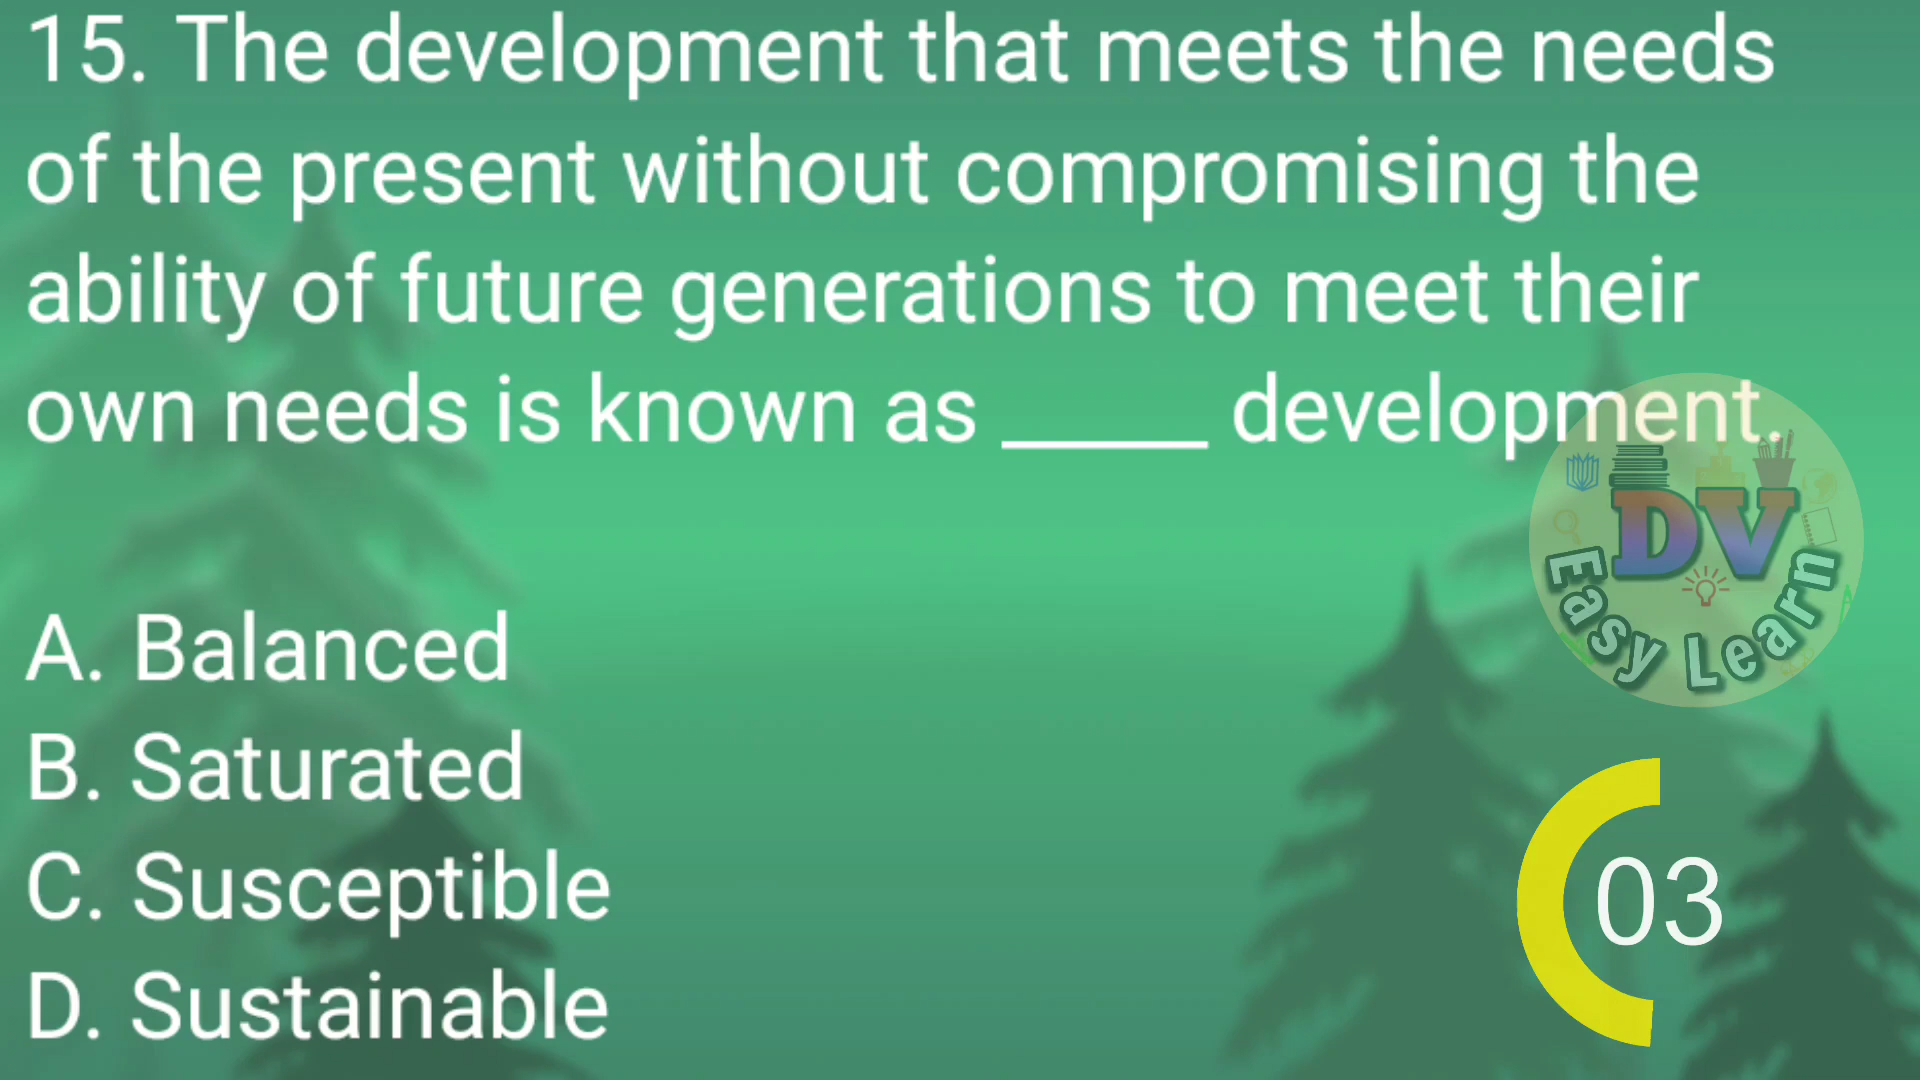 15. The development that meets the needs
of the present without compromising the
ability of future generations to meet their
own needs is known as _____ development.
A. Balanced
B. Saturated
C. Susceptible
D. Sustainable
DV
Easy Learn
03